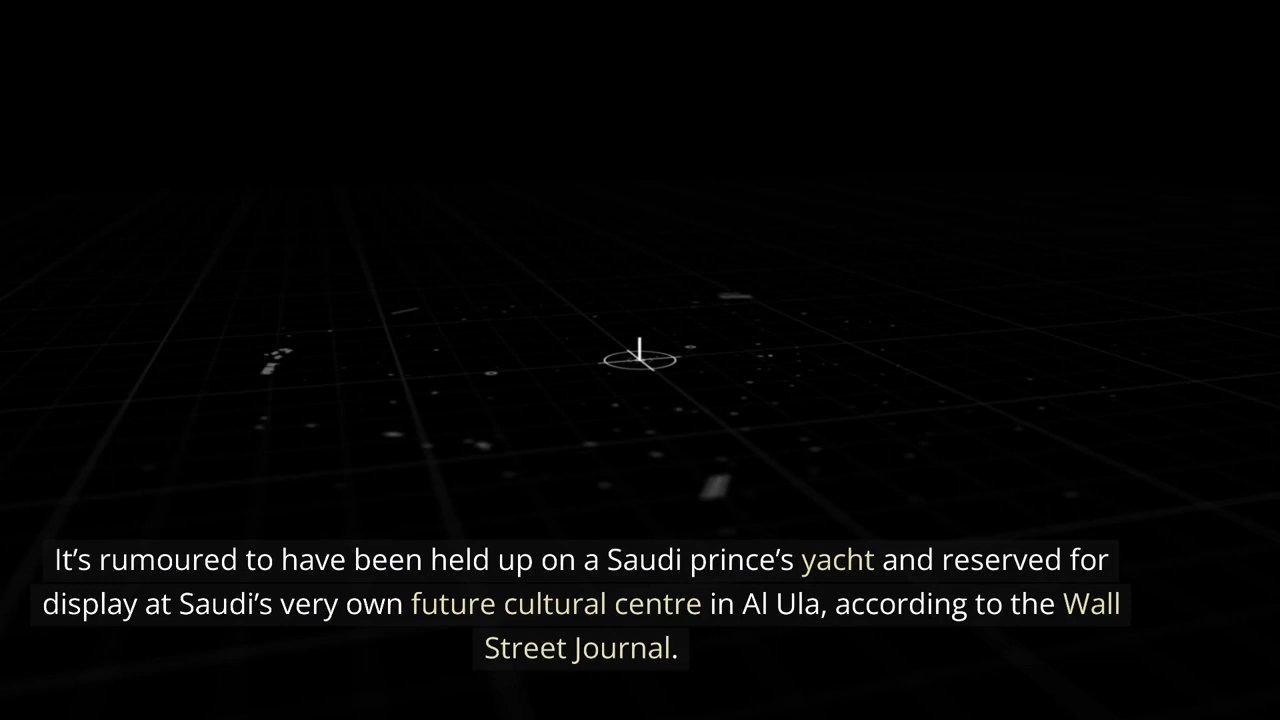 It’s rumoured to have been held up on a Saudi prince’s yacht and reserved for
display at Saudi’s very own future cultural centre in Al Ula, according to the Wall
Street Journal.